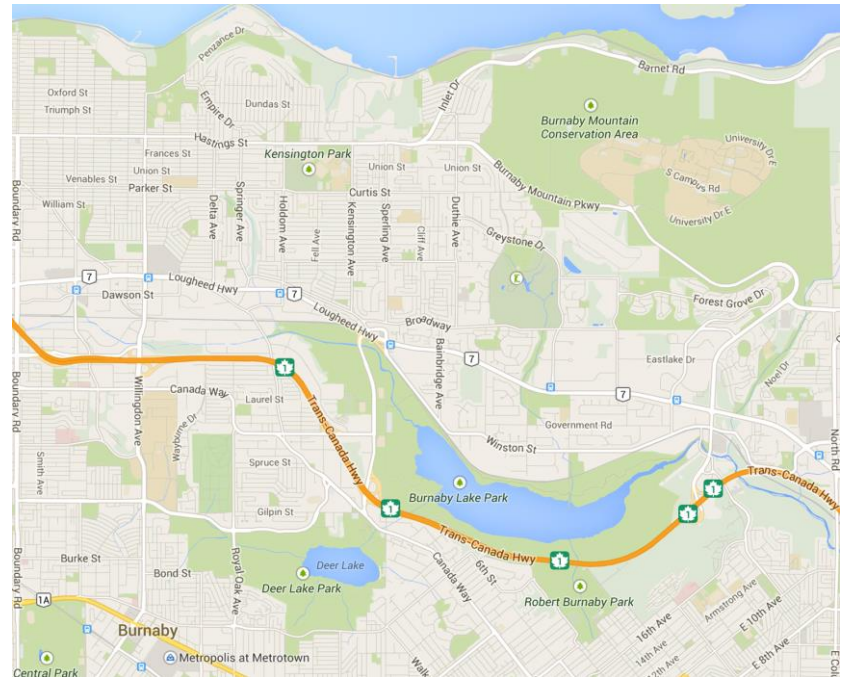 Penzance Dr
Barnet Rd
Oxford St
Triumph St
Empire Dr
Dundas St
Inlet Dr
Burnaby Mountain
Conservation Area
University Dr E
Hastings St
Frances St
Kensington Park
Union St
Union St
Union St
S Campus Rd
Venables St
Parker St
Curtis St
Burnaby Mountain Pkwy
Boundary Rd
William St
Delta Ave
Springer Ave
Holdom Ave
Fell Ave
Kensington Ave
Sperling Ave
Cliff Ave
Duthie Ave
University Dr E
Greystone Dr
7
Lougheed Hwy
7
Dawson St
Lougheed Hwy
Broadway
Forest Grove Dr
Bainbridge Ave
7
Eastlake Dr
Noel Dr
1
Boundary Rd
Willingdon Ave
Canada Way
Laurel St
Trans-Canada Hwy
7
Government Rd
Wayburne Dr
Winston St
North Rd
Smith Ave
Spruce St
Trans-Canada Hwy
Burnaby Lake Park
1
1
1
Gilpin St
Trans-Canada Hwy
1
Burke St
Bond St
Royal Oak Ave
Deer Lake
Deer Lake Park
Canada Way
6th St
Robert Burnaby Park
Armstrong Ave
Boundary Rd
1A
Burnaby
16th Ave
E 10th Ave
14th Ave
E 8th Ave
12th Ave
Metropolis at Metrotown
Central Park
Walk
E Colu